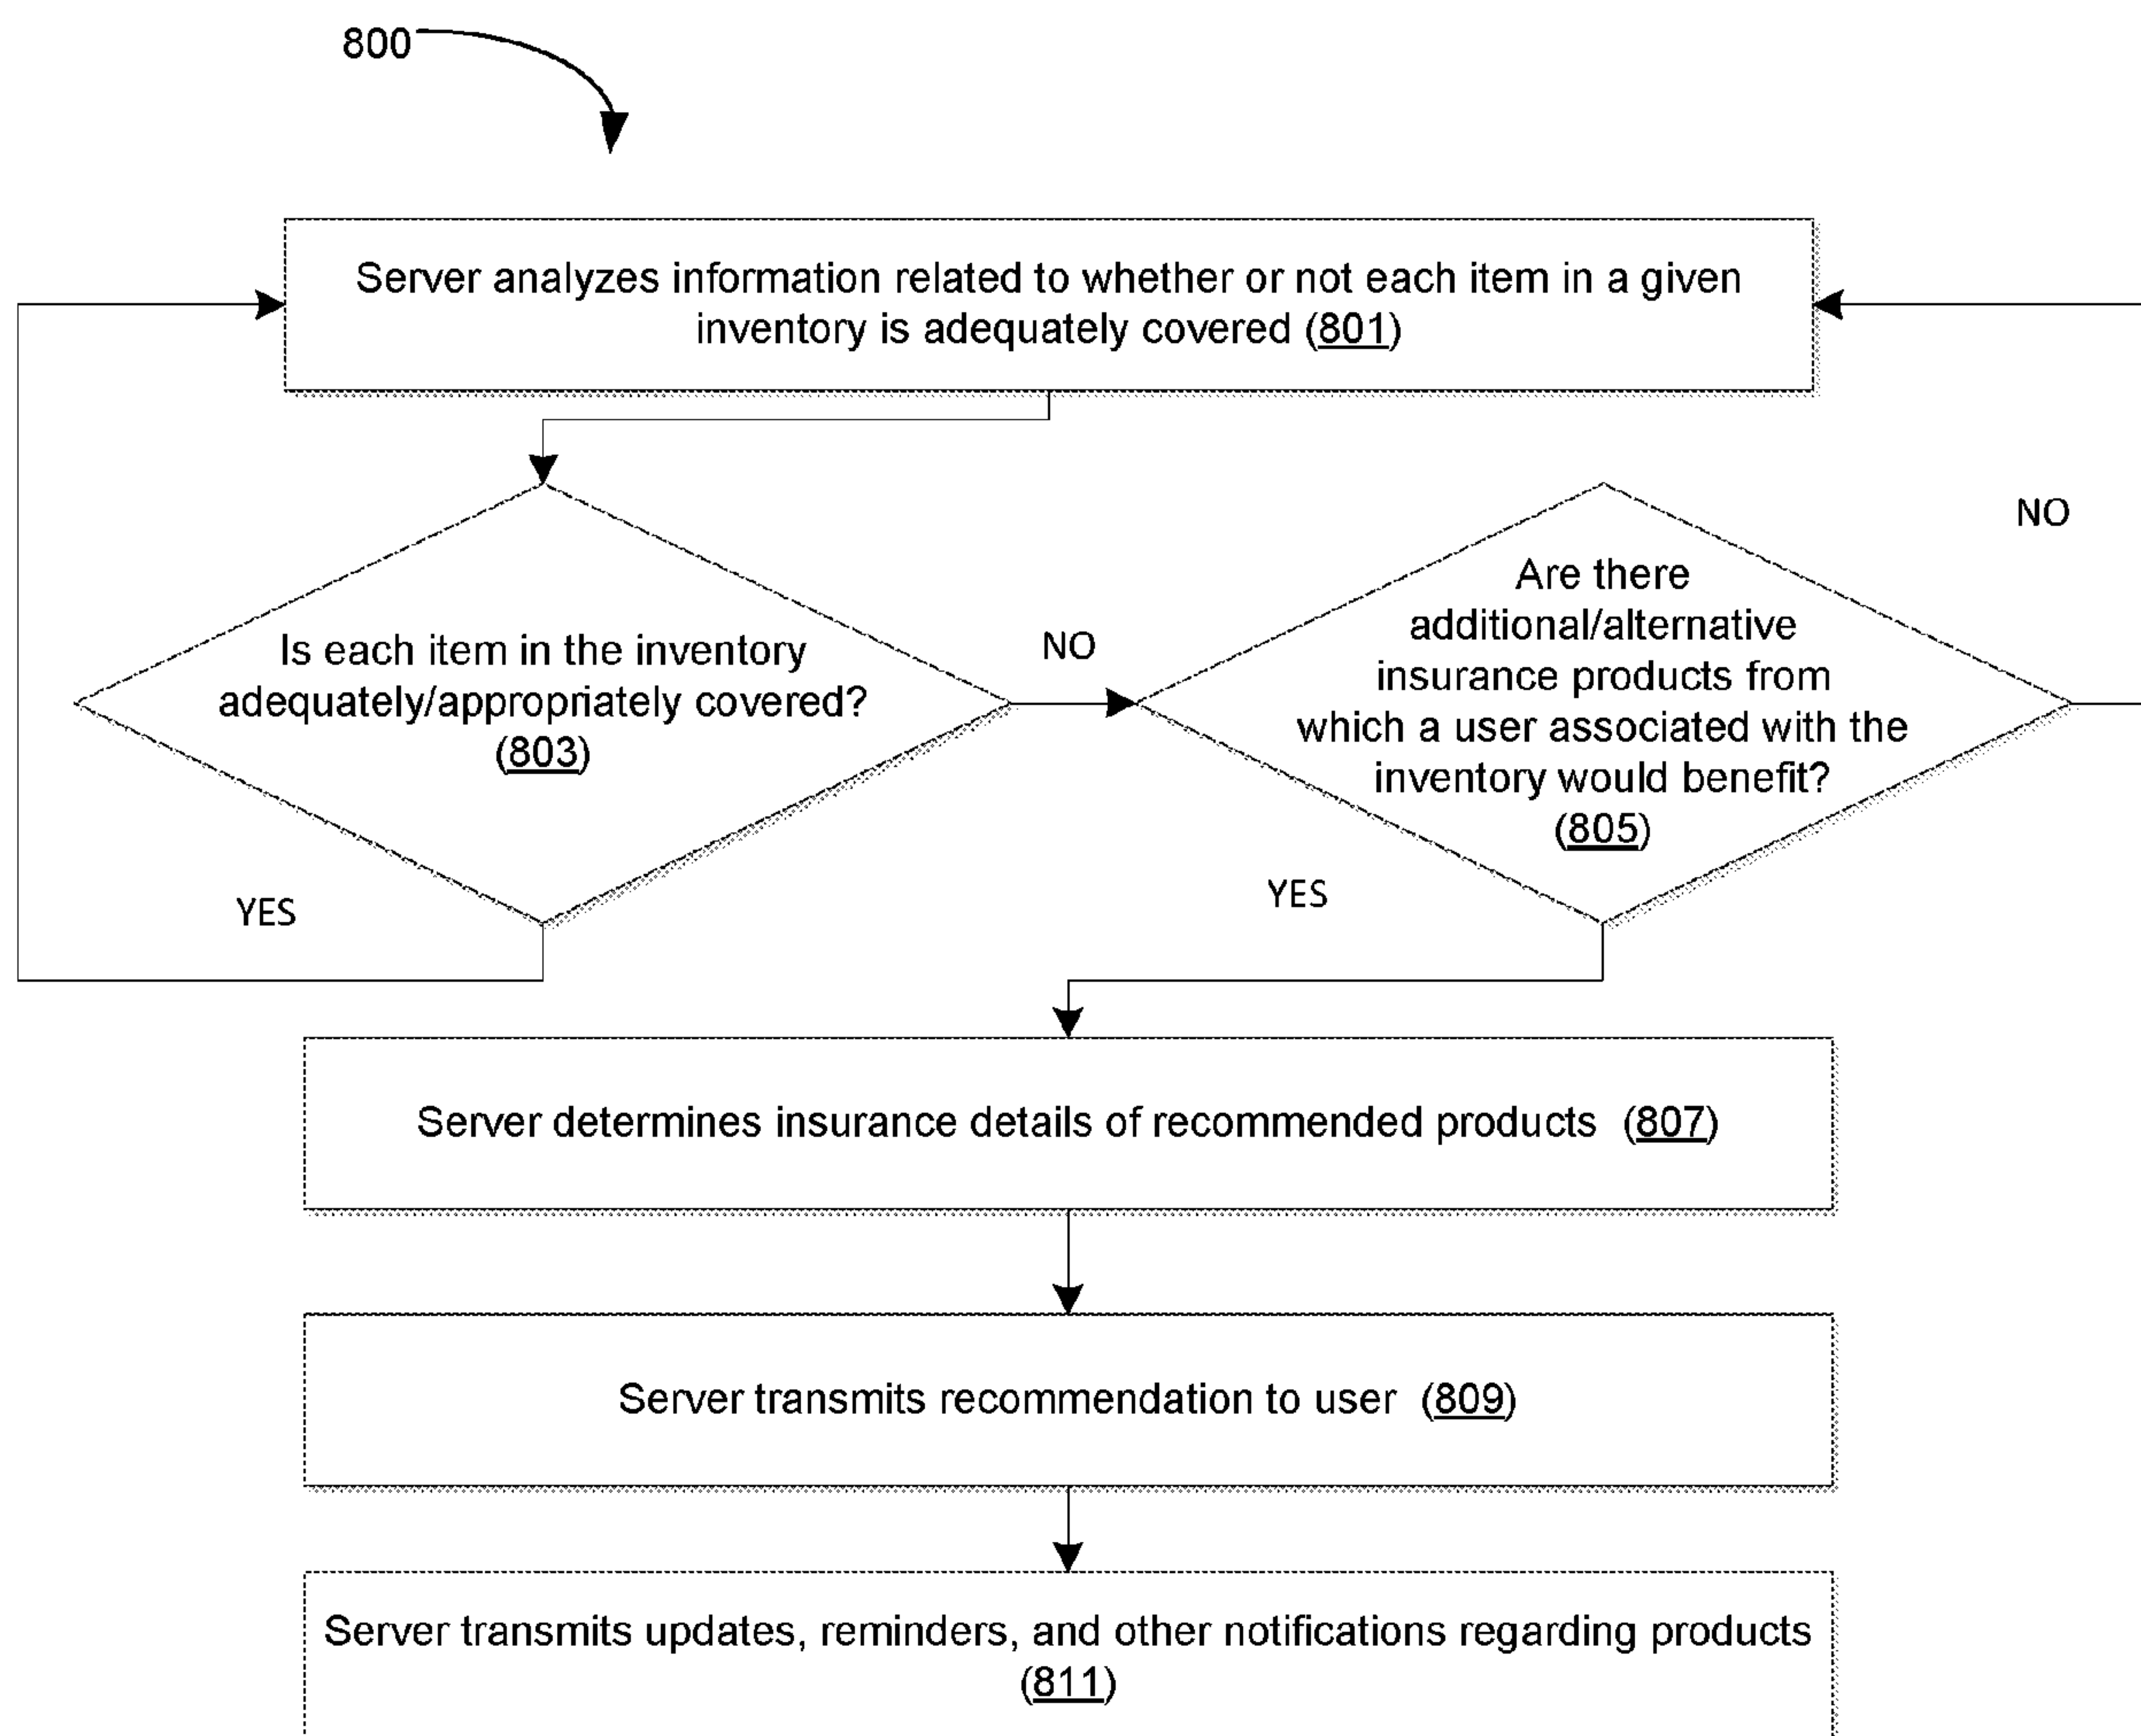 800
Server analyzes information related to whether or not each item in a given
inventory is adequately covered (801)
Is each item in the inventory
adequately/appropriately covered?
(803)
NO
Are there
additional/alternative
insurance products from
which a user associated with the
inventory would benefit?
(805)
NO
YES
YES
Server determines insurance details of recommended products (807)
Server transmits recommendation to user (809)
Server transmits updates, reminders, and other notifications regarding products
(811)